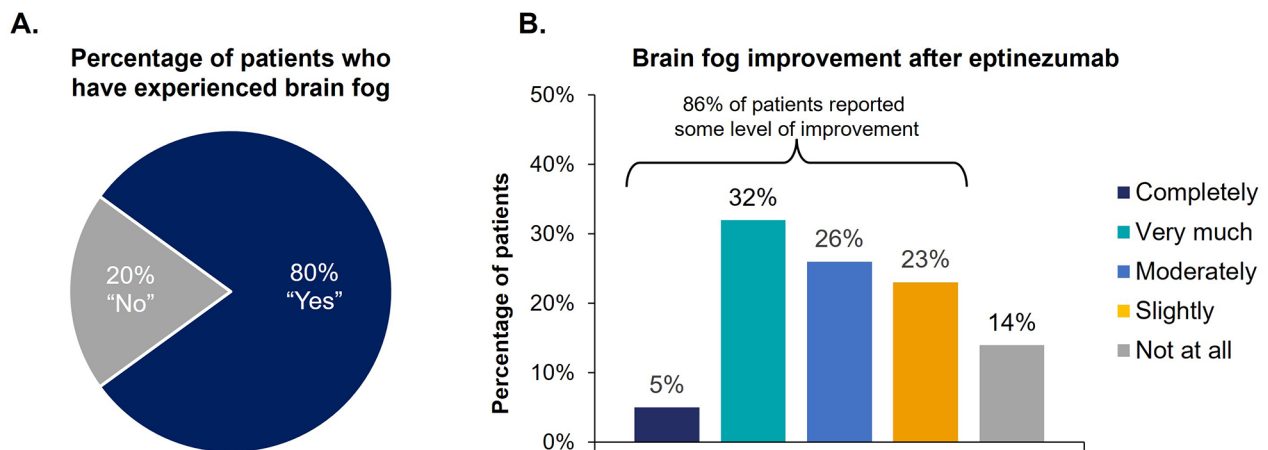 A.
Percentage of patients who
have experienced brain fog
20%
“No”
80%
“Yes”
B.
Brain fog improvement after eptinezumab
86% of patients reported
some level of improvement
Percentage of patients
50%
40%
30%
20%
10%
0%
5%
32%
26%
23%
14%
Completely
Very much
Moderately
Slightly
Not at all